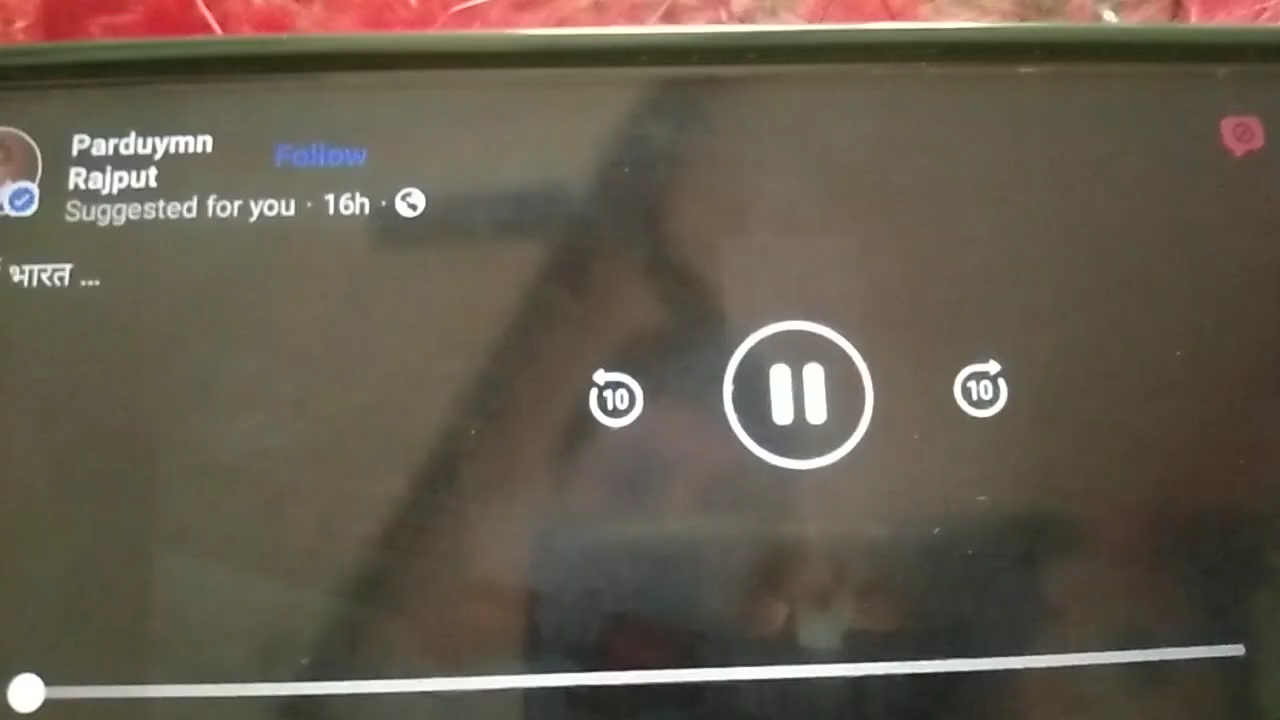 Parduymn
Rajput
Follow
Suggested for you · 16h ·
भारत ...
10
10